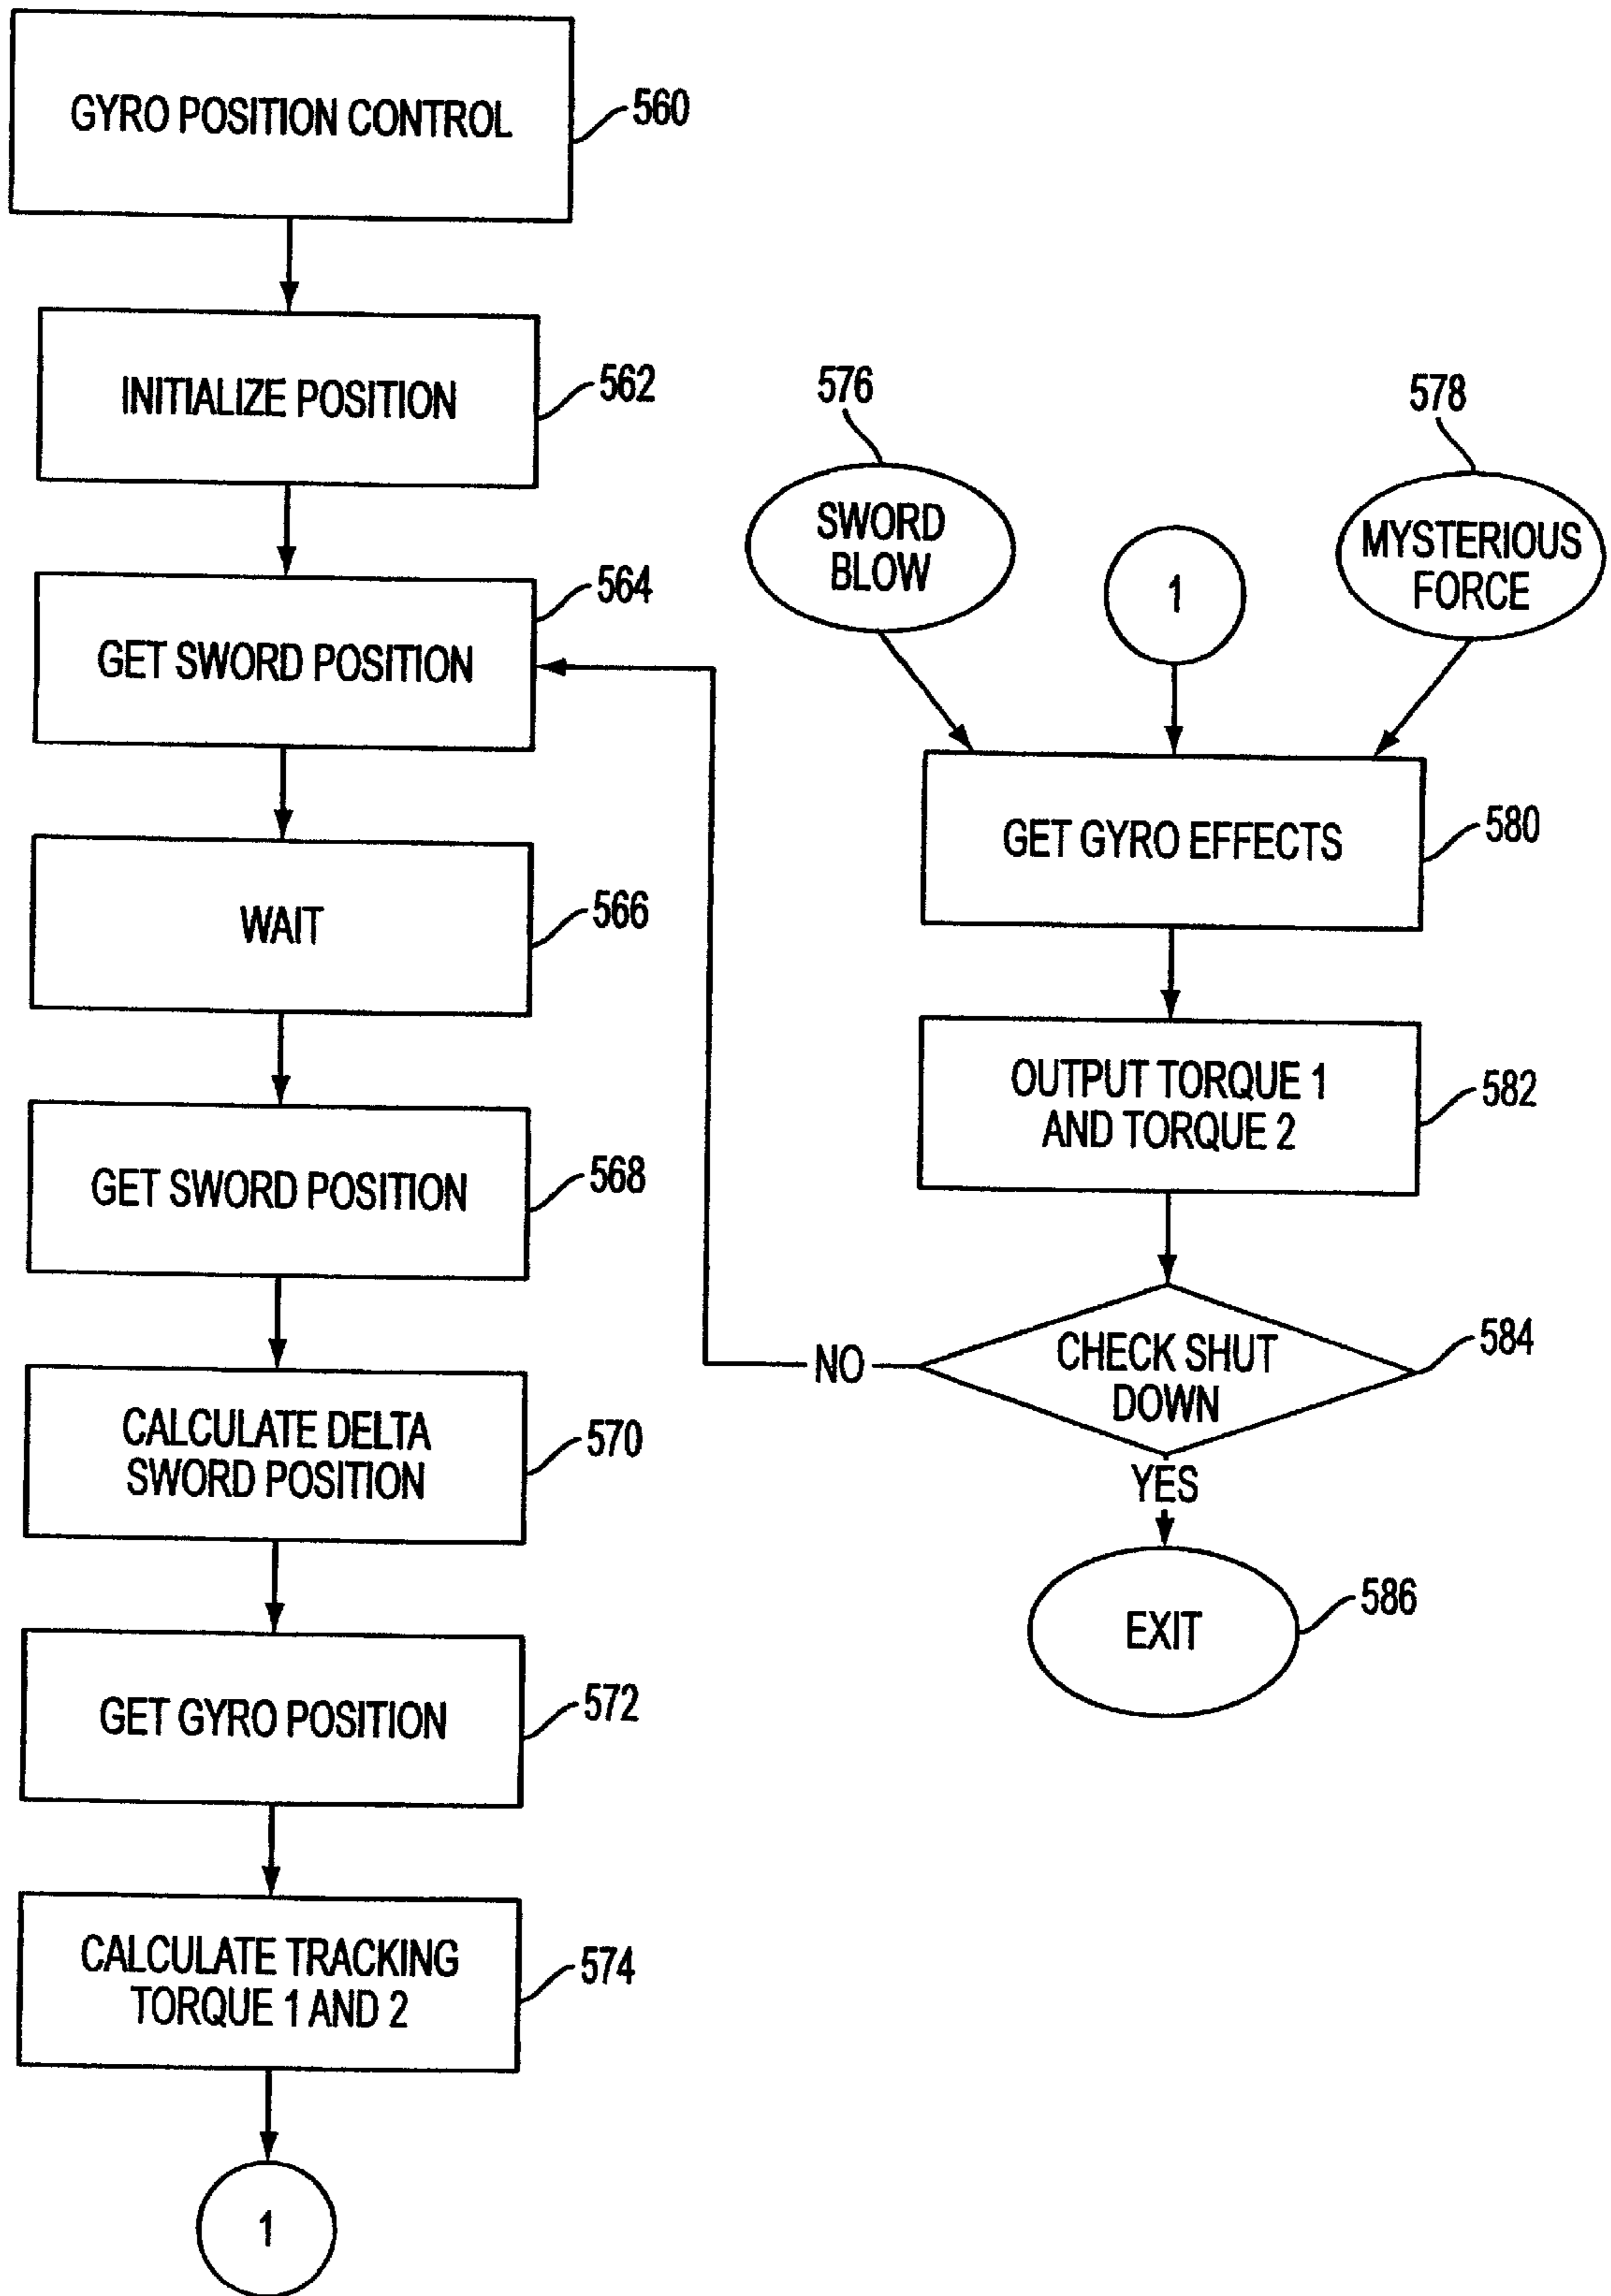 GYRO POSITION CONTROL
560
INITIALIZE POSITION
562
GET SWORD POSITION
564
WAIT
566
GET SWORD POSITION
568
CALCULATE DELTA
SWORD POSITION
570
GET GYRO POSITION
572
CALCULATE TRACKING
TORQUE 1 AND 2
574
1
576
SWORD
BLOW
1
578
MYSTERIOUS
FORCE
GET GYRO EFFECTS
580
OUTPUT TORQUE 1
AND TORQUE 2
582
CHECK SHUT
DOWN
584
NO
YES
EXIT
586